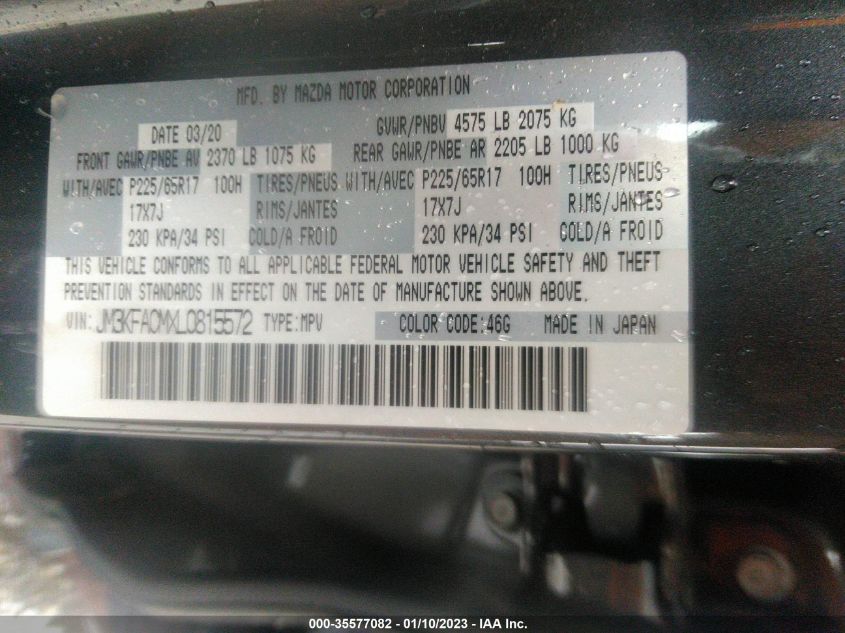 MFD. BY MAZDA MOTOR CORPORATION
DATE 03/20 GVWR/PNBV 4575 LB 2075 KG
FRONT GAWR/PNBE AV 2370 LB 1075 KG REAR GAWR/PNBE AR 2205 LB 1000 KG
WITH/AVEC P225/65R17 100H TIRES/PNEUS WITH/AVEC P225/65R17 100H TIRES/PNEUS
17X7J RIMS/JANTES 17X7J RIMS/JANTES
230 KPA/34 PSI COLD/A FROID 230 KPA/34 PSI COLD/A FROID
THIS VEHICLE CONFORMS TO ALL APPLICABLE FEDERAL MOTOR VEHICLE SAFETY AND THEFT
PREVENTION STANDARDS IN EFFECT ON THE DATE OF MANUFACTURE SHOWN ABOVE.
VIN: JM3KFACMXL0815572 TYPE:MPV COLOR CODE:46G MADE IN JAPAN
000-35577082 - 01/10/2023 - IAA Inc.